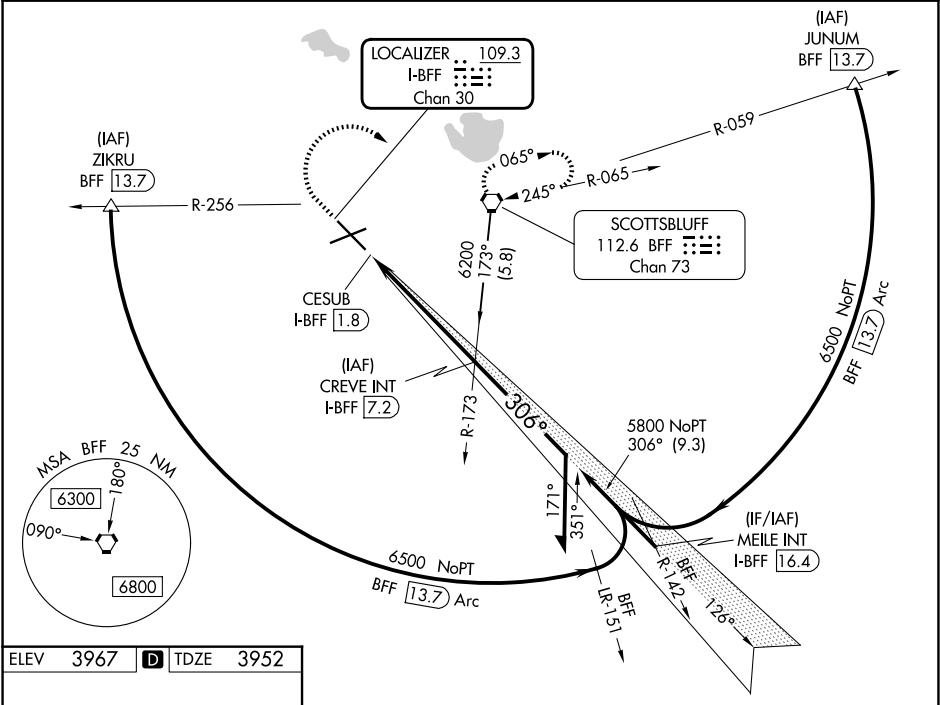 LOCALIZER 109.3
I-BFF
Chan 30
(IAF)
JUNUM
BFF 13.7
(IAF)
ZIKRU
BFF 13.7
R-256
R-059
065°
245°
R-065
SCOTTSBLUFF
112.6 BFF
Chan 73
6200
173°
(5.8)
CESUB
I-BFF 1.8
(IAF)
CREVE INT
I-BFF 7.2
R-173
306°
6500 NoPT
BFF 13.7 Arc
5800 NoPT
306° (9.3)
171°
351°
(IF/IAF)
MEILE INT
I-BFF 16.4
BFF
R-142
126°
BFF
LR-151
6500 NoPT
BFF 13.7 Arc
MSA BFF 25 NM
6300
180°
090°
6800
ELEV 3967 D TDZE 3952